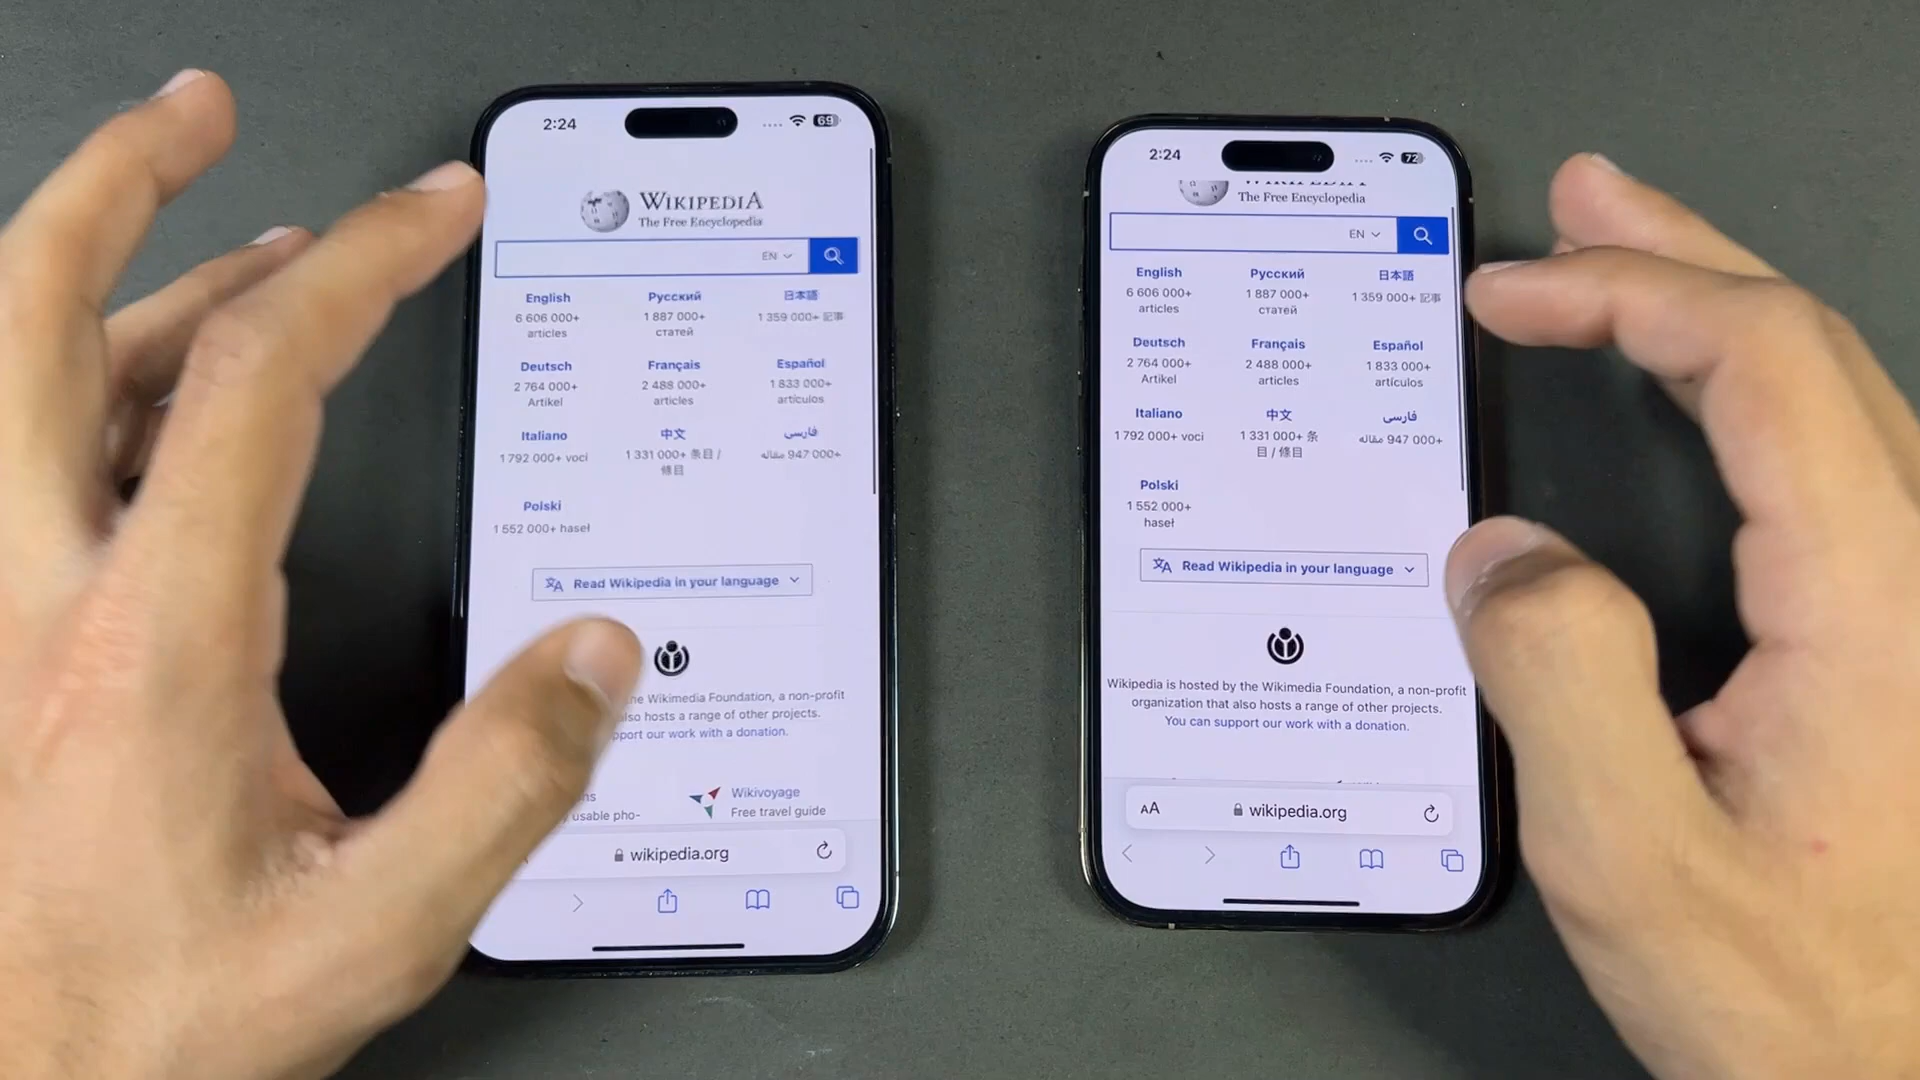 2:24
69
WIKIPEDIA
The Free Encyclopedia
EN
English
6 606 000+
articles
Русский
1 887 000+
статей
日本語
1 359 000+ 記事
Deutsch
2 764 000+
Artikel
Français
2 488 000+
articles
Español
1 833 000+
artículos
Italiano
1 792 000+ voci
中文
1 331 000+ 条目 /
條目
فارسی
۹47 000+ مقاله
Polski
1 552 000+ haseł
Read Wikipedia in your language
the Wikimedia Foundation, a non-profit
also hosts a range of other projects.
support our work with a donation.
Wikivoyage
usable pho-
Free travel guide
wikipedia.org
2:24
72
The Free Encyclopedia
EN
English
6 606 000+
articles
Русский
1 887 000+
статей
日本語
1 359 000+ 記事
Deutsch
2 764 000+
Artikel
Français
2 488 000+
articles
Español
1 833 000+
artículos
Italiano
1 792 000+ voci
中文
1 331 000+ 条
目 / 條目
فارسی
947 000+ مقاله
Polski
1 552 000+
haseł
Read Wikipedia in your language
Wikipedia is hosted by the Wikimedia Foundation, a non-profit
organization that also hosts a range of other projects.
You can support our work with a donation.
AA
wikipedia.org